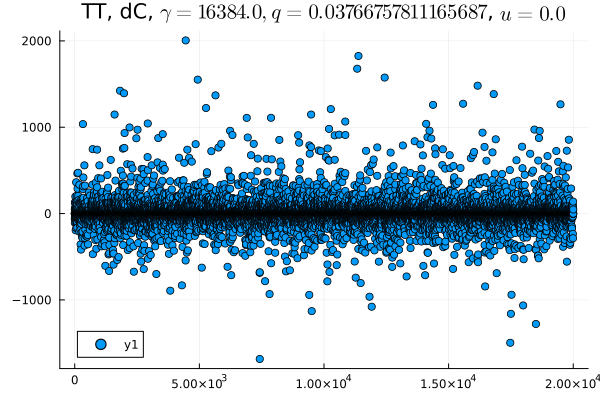 TT, dC, γ = 16384.0, q = 0.03766757811165687, u = 0.0
2000
1000
0
−1000
y1
0 5.00×10³ 1.00×10⁴ 1.50×10⁴ 2.00×10⁴